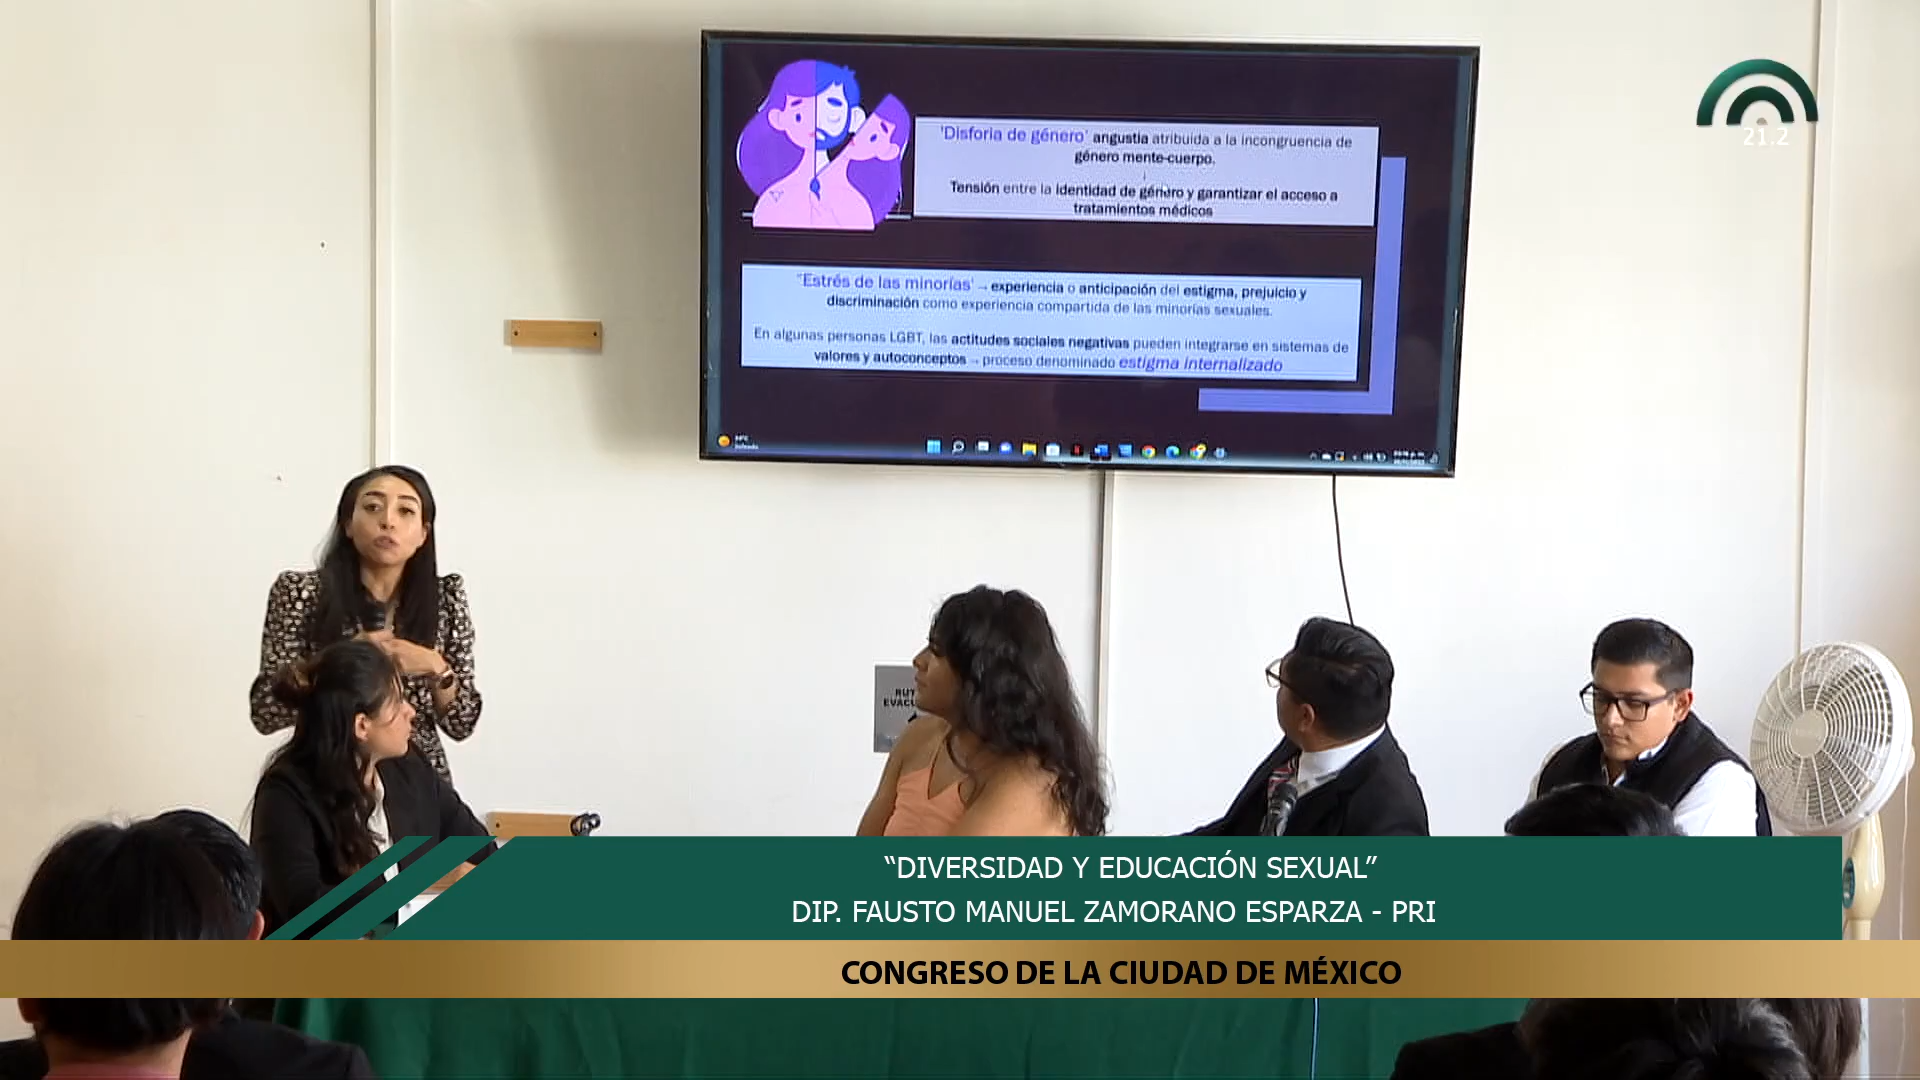 'Disforia de género' angustia atribuida a la incongruencia de
género mente-cuerpo.
↓
Tensión entre la identidad de género y garantizar el acceso a
tratamientos médicos
'Estrés de las minorías' → experiencia o anticipación del estigma, prejuicio y
discriminación como experiencia compartida de las minorías sexuales.
En algunas personas LGBT, las actitudes sociales negativas pueden integrarse en sistemas de
valores y autoconceptos → proceso denominado estigma internalizado
21.2
“DIVERSIDAD Y EDUCACIÓN SEXUAL”
DIP. FAUSTO MANUEL ZAMORANO ESPARZA - PRI
CONGRESO DE LA CIUDAD DE MÉXICO